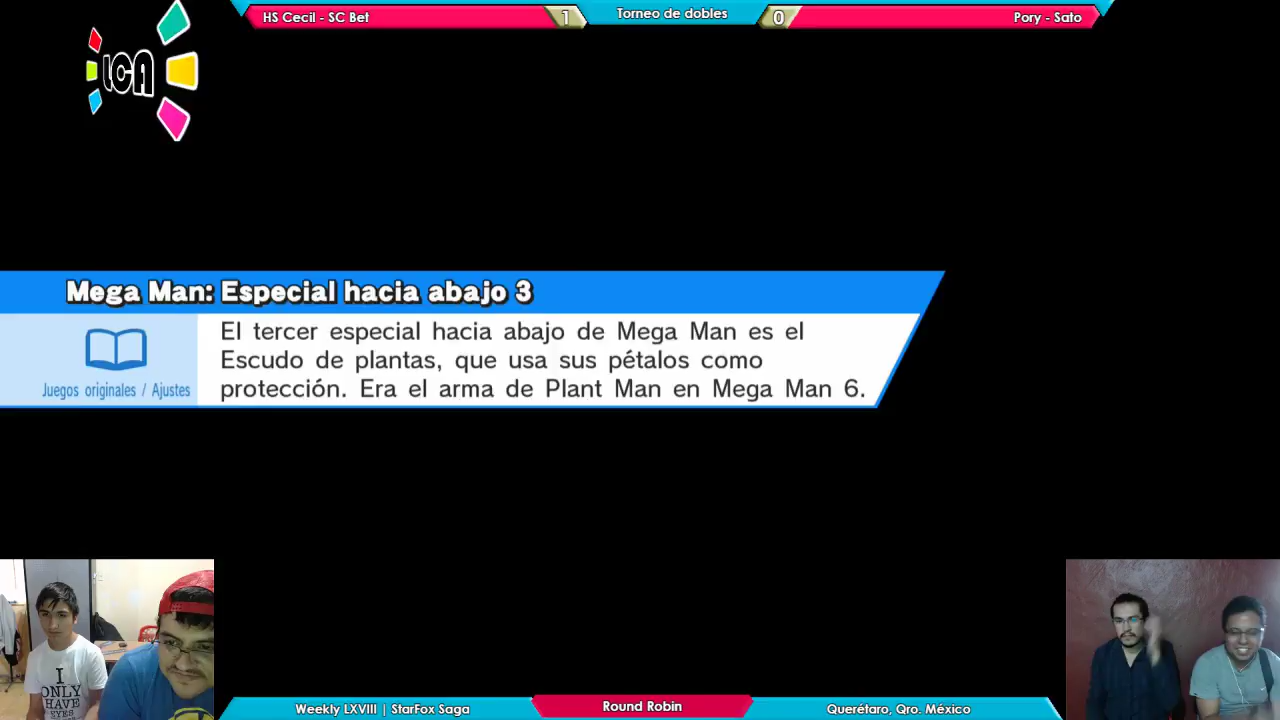 HS Cecil - SC Bet
1
Torneo de dobles
0
Pory - Sato
LCA
Mega Man: Especial hacia abajo 3
El tercer especial hacia abajo de Mega Man es el
Escudo de plantas, que usa sus pétalos como
protección. Era el arma de Plant Man en Mega Man 6.
Juegos originales / Ajustes
I
ONLY
HAVE
EYES
Weekly LXVIII | StarFox Saga
Round Robin
Querétaro, Qro. México